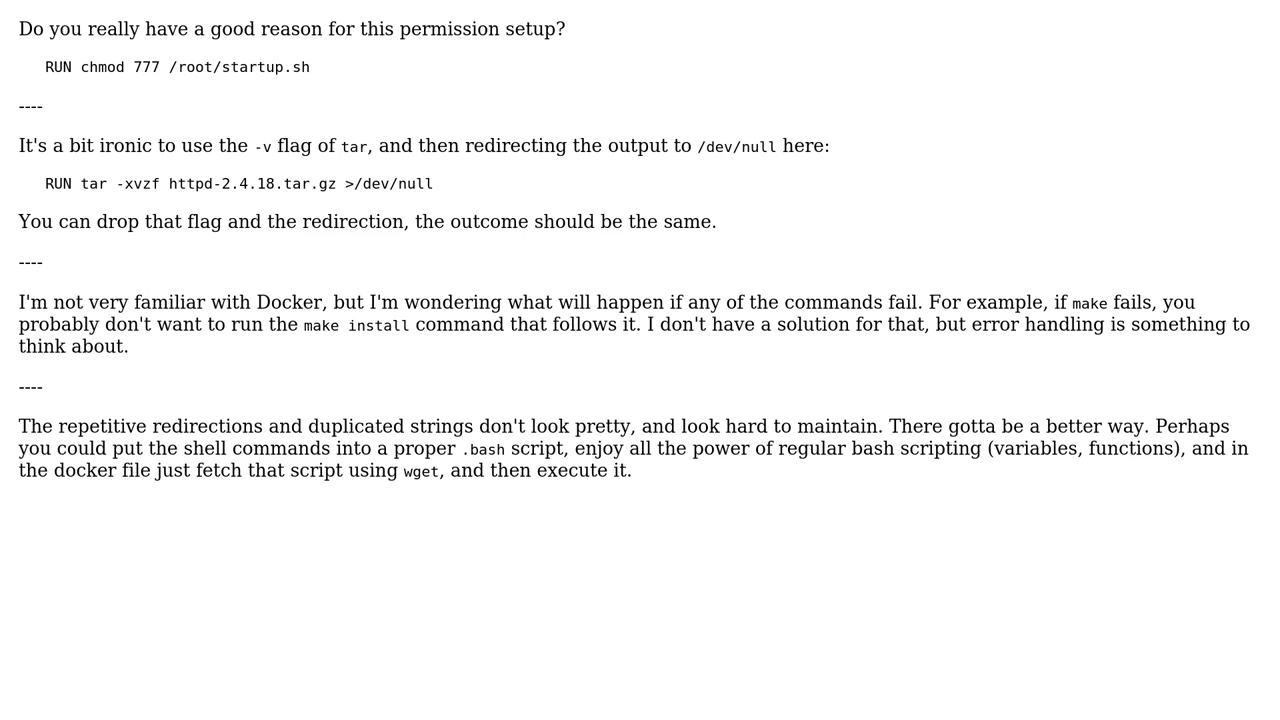 Do you really have a good reason for this permission setup?
RUN chmod 777 /root/startup.sh
----
It's a bit ironic to use the -v flag of tar, and then redirecting the output to /dev/null here:
RUN tar -xvzf httpd-2.4.18.tar.gz >/dev/null
You can drop that flag and the redirection, the outcome should be the same.
----
I'm not very familiar with Docker, but I'm wondering what will happen if any of the commands fail. For example, if make fails, you
probably don't want to run the make install command that follows it. I don't have a solution for that, but error handling is something to
think about.
----
The repetitive redirections and duplicated strings don't look pretty, and look hard to maintain. There gotta be a better way. Perhaps
you could put the shell commands into a proper .bash script, enjoy all the power of regular bash scripting (variables, functions), and in
the docker file just fetch that script using wget, and then execute it.